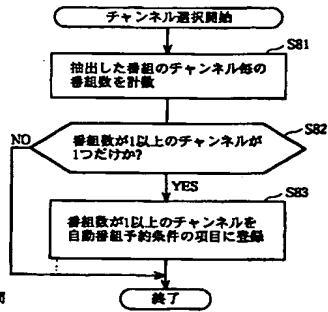 チャンネル選択開始
S81
抽出した番組のチャンネル毎の
番組数を計数
S82
番組数が1以上のチャンネルが
1つだけか?
NO
YES
S83
番組数が1以上のチャンネルを
自動番組予約条件の項目に登録
終了